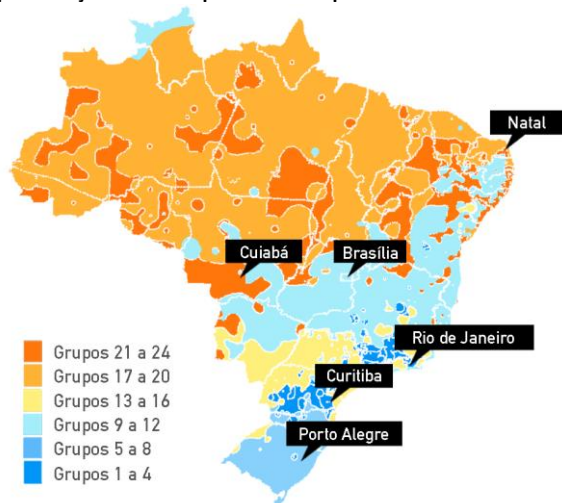 Natal
Cuiabá
Brasília
Rio de Janeiro
Curitiba
Porto Alegre
Grupos 21 a 24
Grupos 17 a 20
Grupos 13 a 16
Grupos 9 a 12
Grupos 5 a 8
Grupos 1 a 4